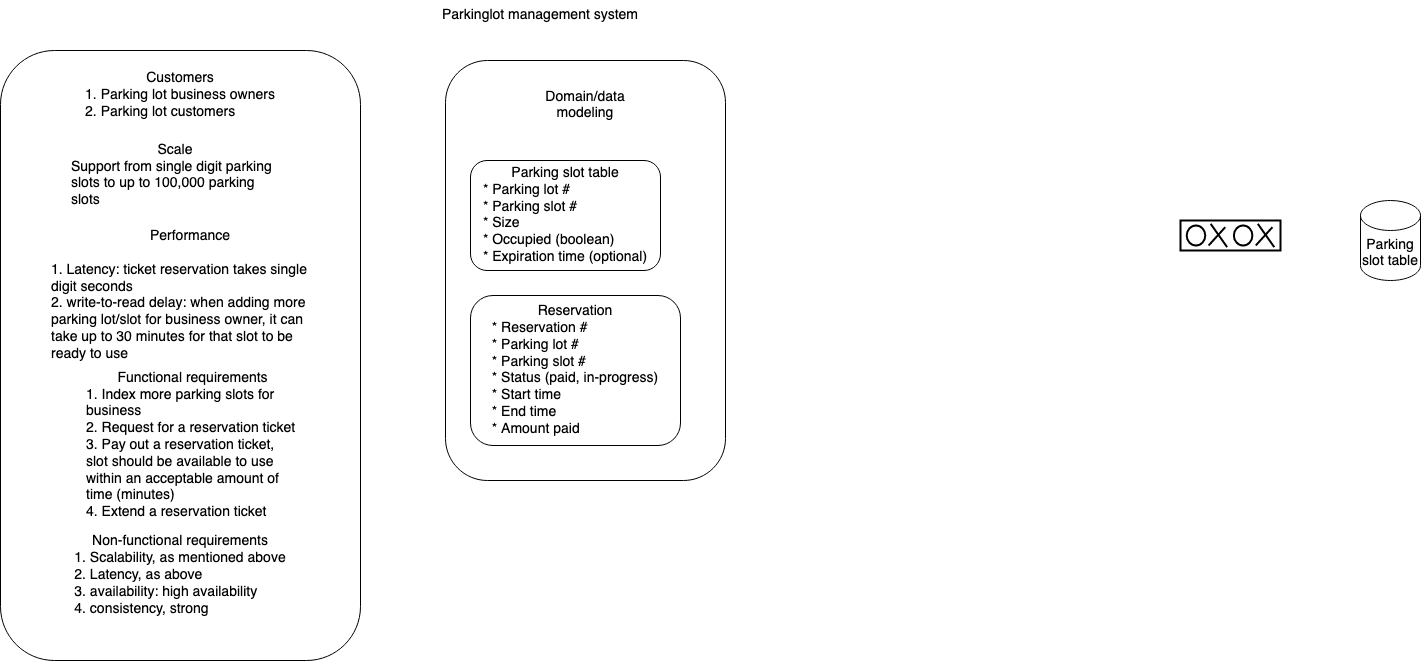 Parkinglot management system
Customers
1. Parking lot business owners
2. Parking lot customers
Scale
Support from single digit parking
slots to up to 100,000 parking
slots
Performance
1. Latency: ticket reservation takes single
digit seconds
2. write-to-read delay: when adding more
parking lot/slot for business owner, it can
take up to 30 minutes for that slot to be
ready to use
Functional requirements
1. Index more parking slots for
business
2. Request for a reservation ticket
3. Pay out a reservation ticket,
slot should be available to use
within an acceptable amount of
time (minutes)
4. Extend a reservation ticket
Non-functional requirements
1. Scalability, as mentioned above
2. Latency, as above
3. availability: high availability
4. consistency, strong
Domain/data
modeling
Parking slot table
* Parking lot #
* Parking slot #
* Size
* Occupied (boolean)
* Expiration time (optional)
Reservation
* Reservation #
* Parking lot #
* Parking slot #
* Status (paid, in-progress)
* Start time
* End time
* Amount paid
OXOX
Parking
slot table